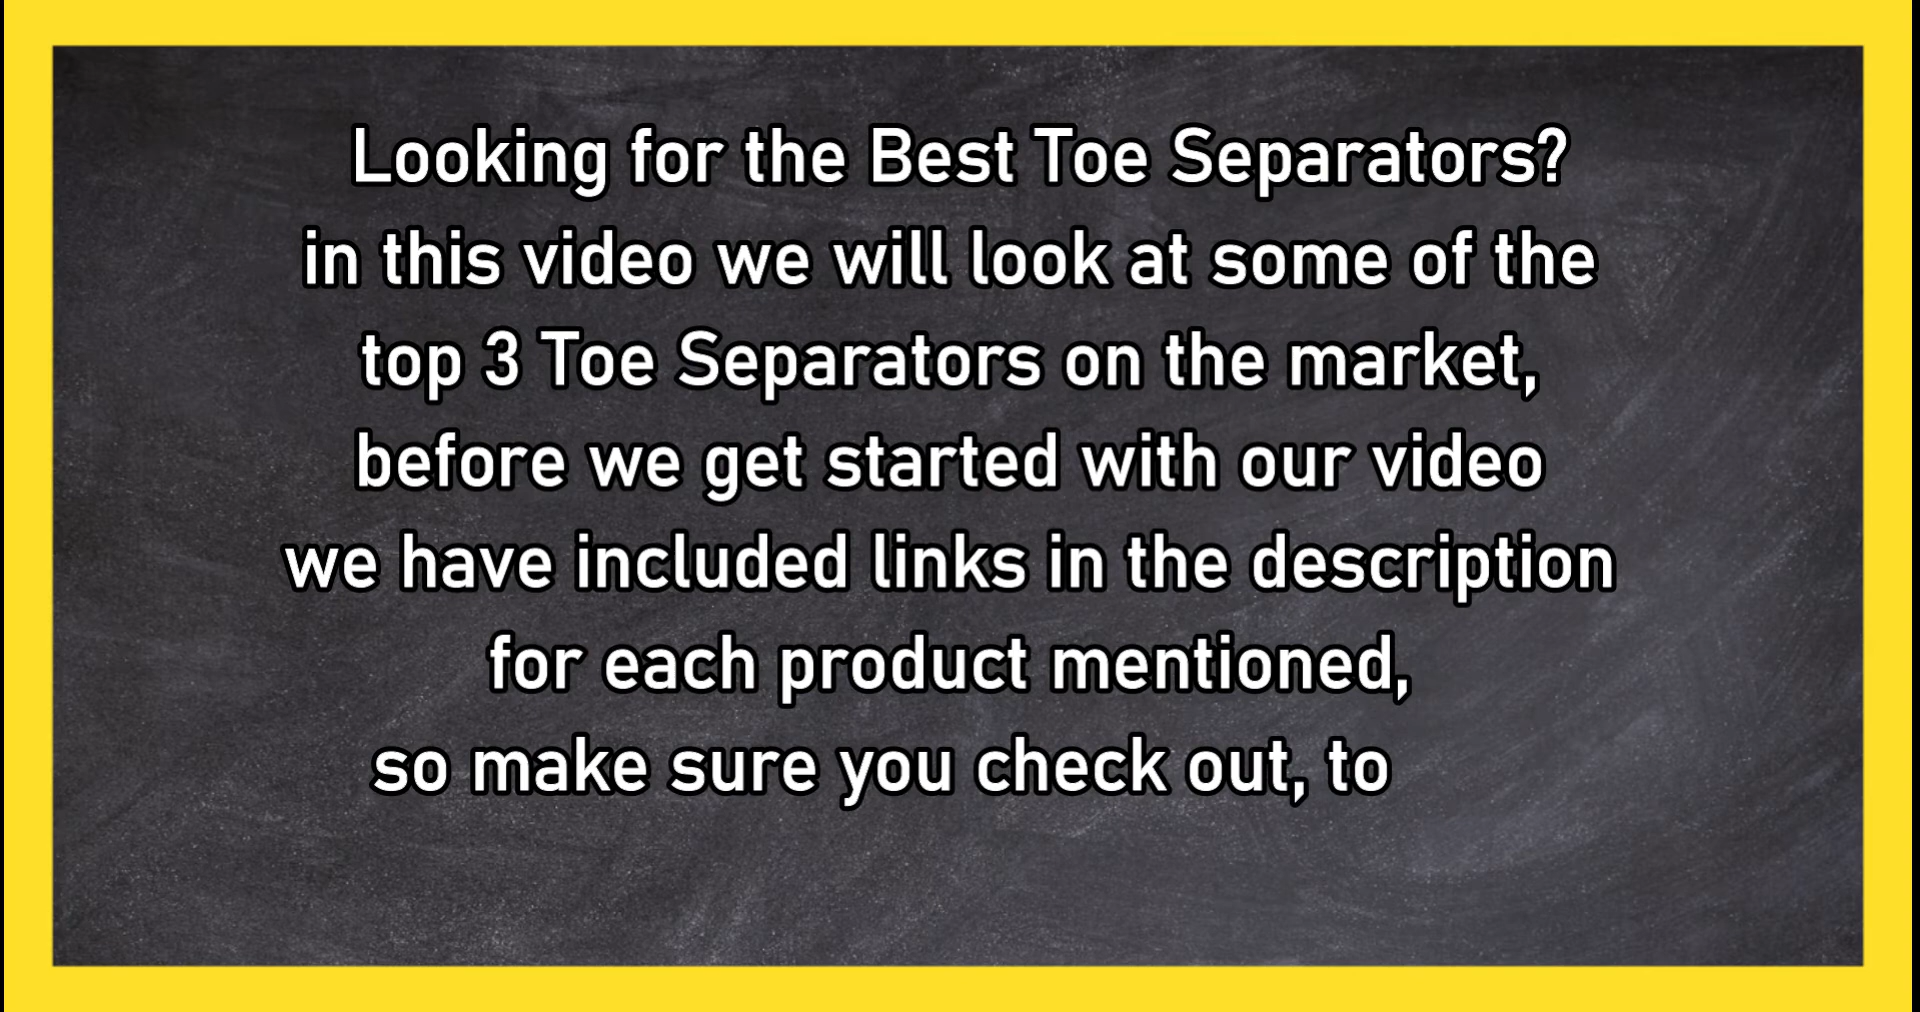 Looking for the Best Toe Separators?
in this video we will look at some of the
top 3 Toe Separators on the market,
before we get started with our video
we have included links in the description
for each product mentioned,
so make sure you check out, to